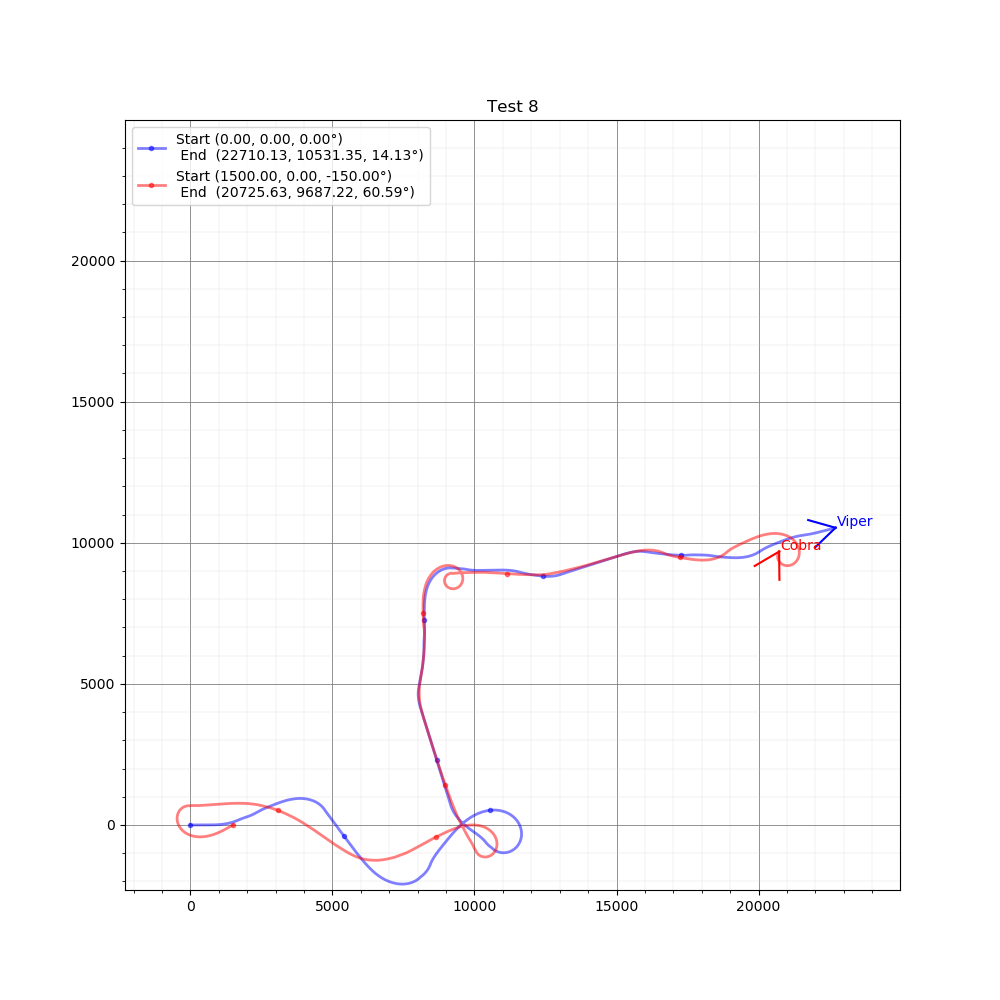 Test 8
Start (0.00, 0.00, 0.00°)
End  (22710.13, 10531.35, 14.13°)
Start (1500.00, 0.00, -150.00°)
End  (20725.63, 9687.22, 60.59°)
20000
15000
10000
5000
0
Viper
Cobra
0
5000
10000
15000
20000